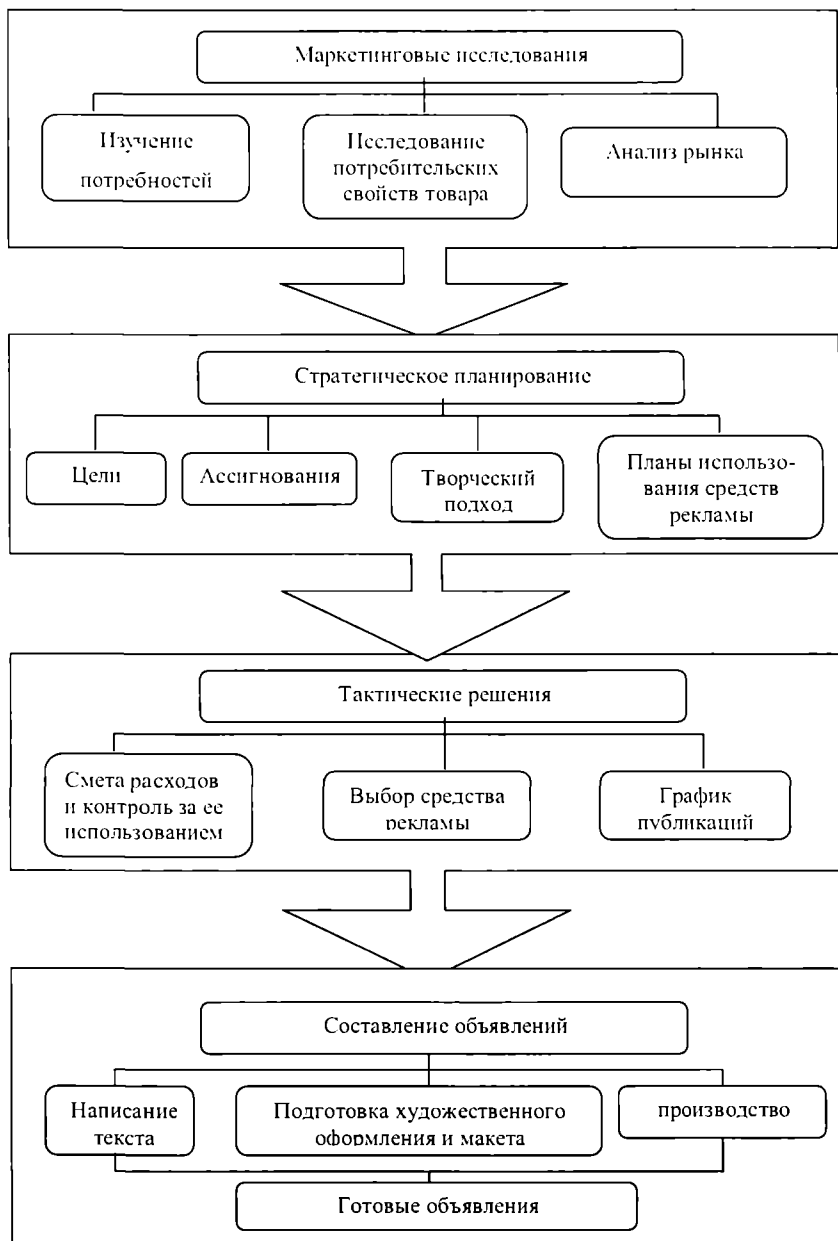 Маркетинговые исследования
Изучение
потребностей
Исследование
потребительских
свойств товара
Анализ рынка
Стратегическое планирование
Цели
Ассигнования
Творческий
подход
Планы использо-
вания средств
рекламы
Тактические решения
Смета расходов
и контроль за ее
использованием
Выбор средства
рекламы
График
публикаций
Составление объявлений
Написание
текста
Подготовка художественного
оформления и макета
производство
Готовые объявления